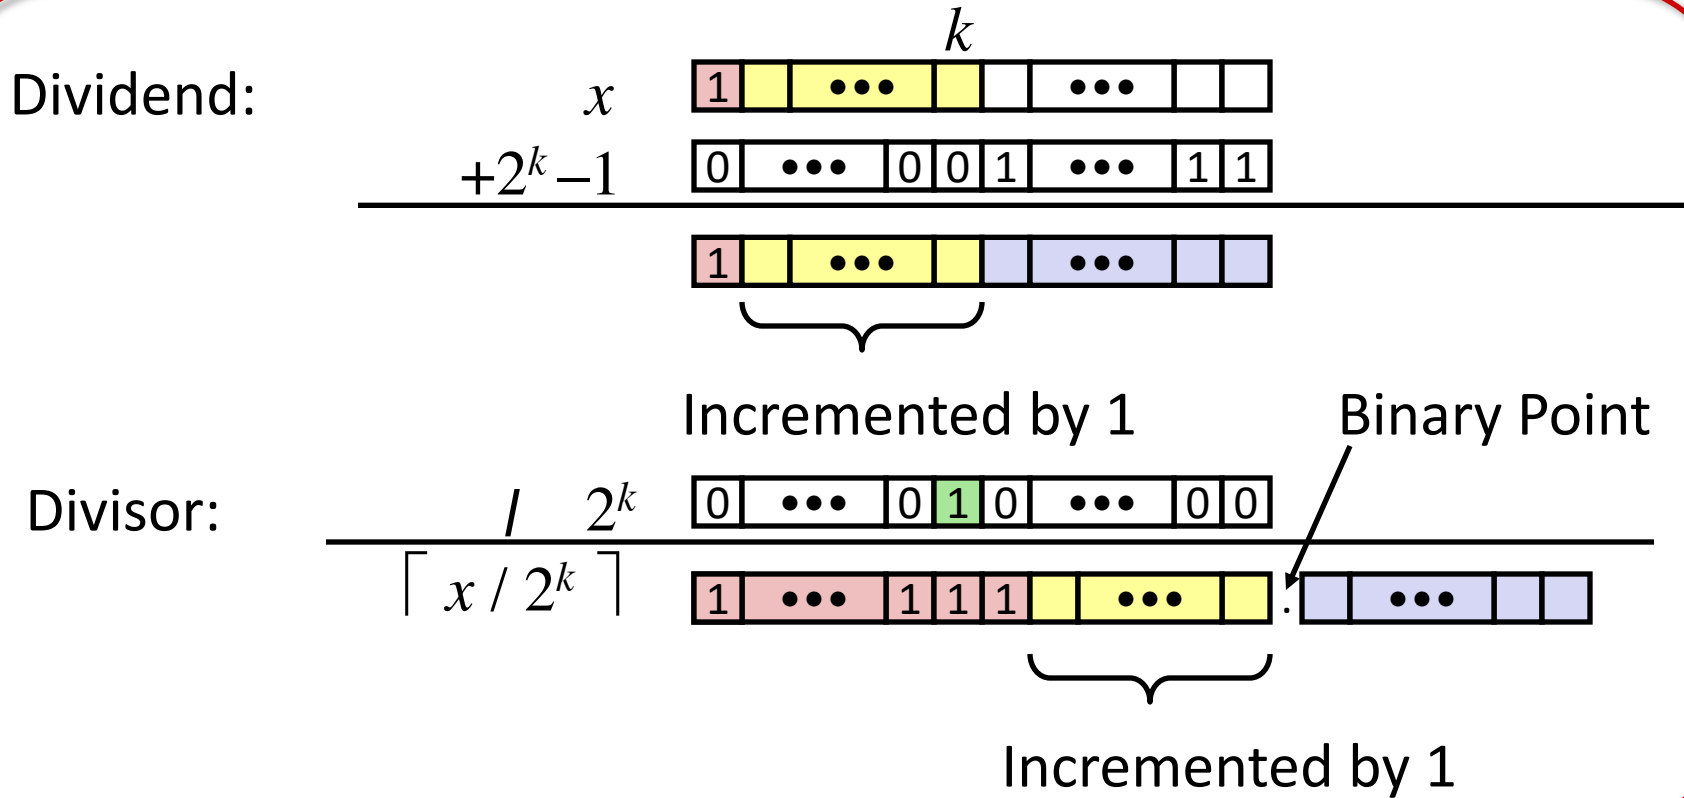 k
Dividend: x 1 ••• •••
+2^k –1 0 ••• 0 0 1 ••• 1 1
1 ••• •••
Incremented by 1 Binary Point
Divisor: / 2^k 0 ••• 0 1 0 ••• 0 0
⌈ x / 2^k ⌉ 1 ••• 1 1 1 ••• . •••
Incremented by 1